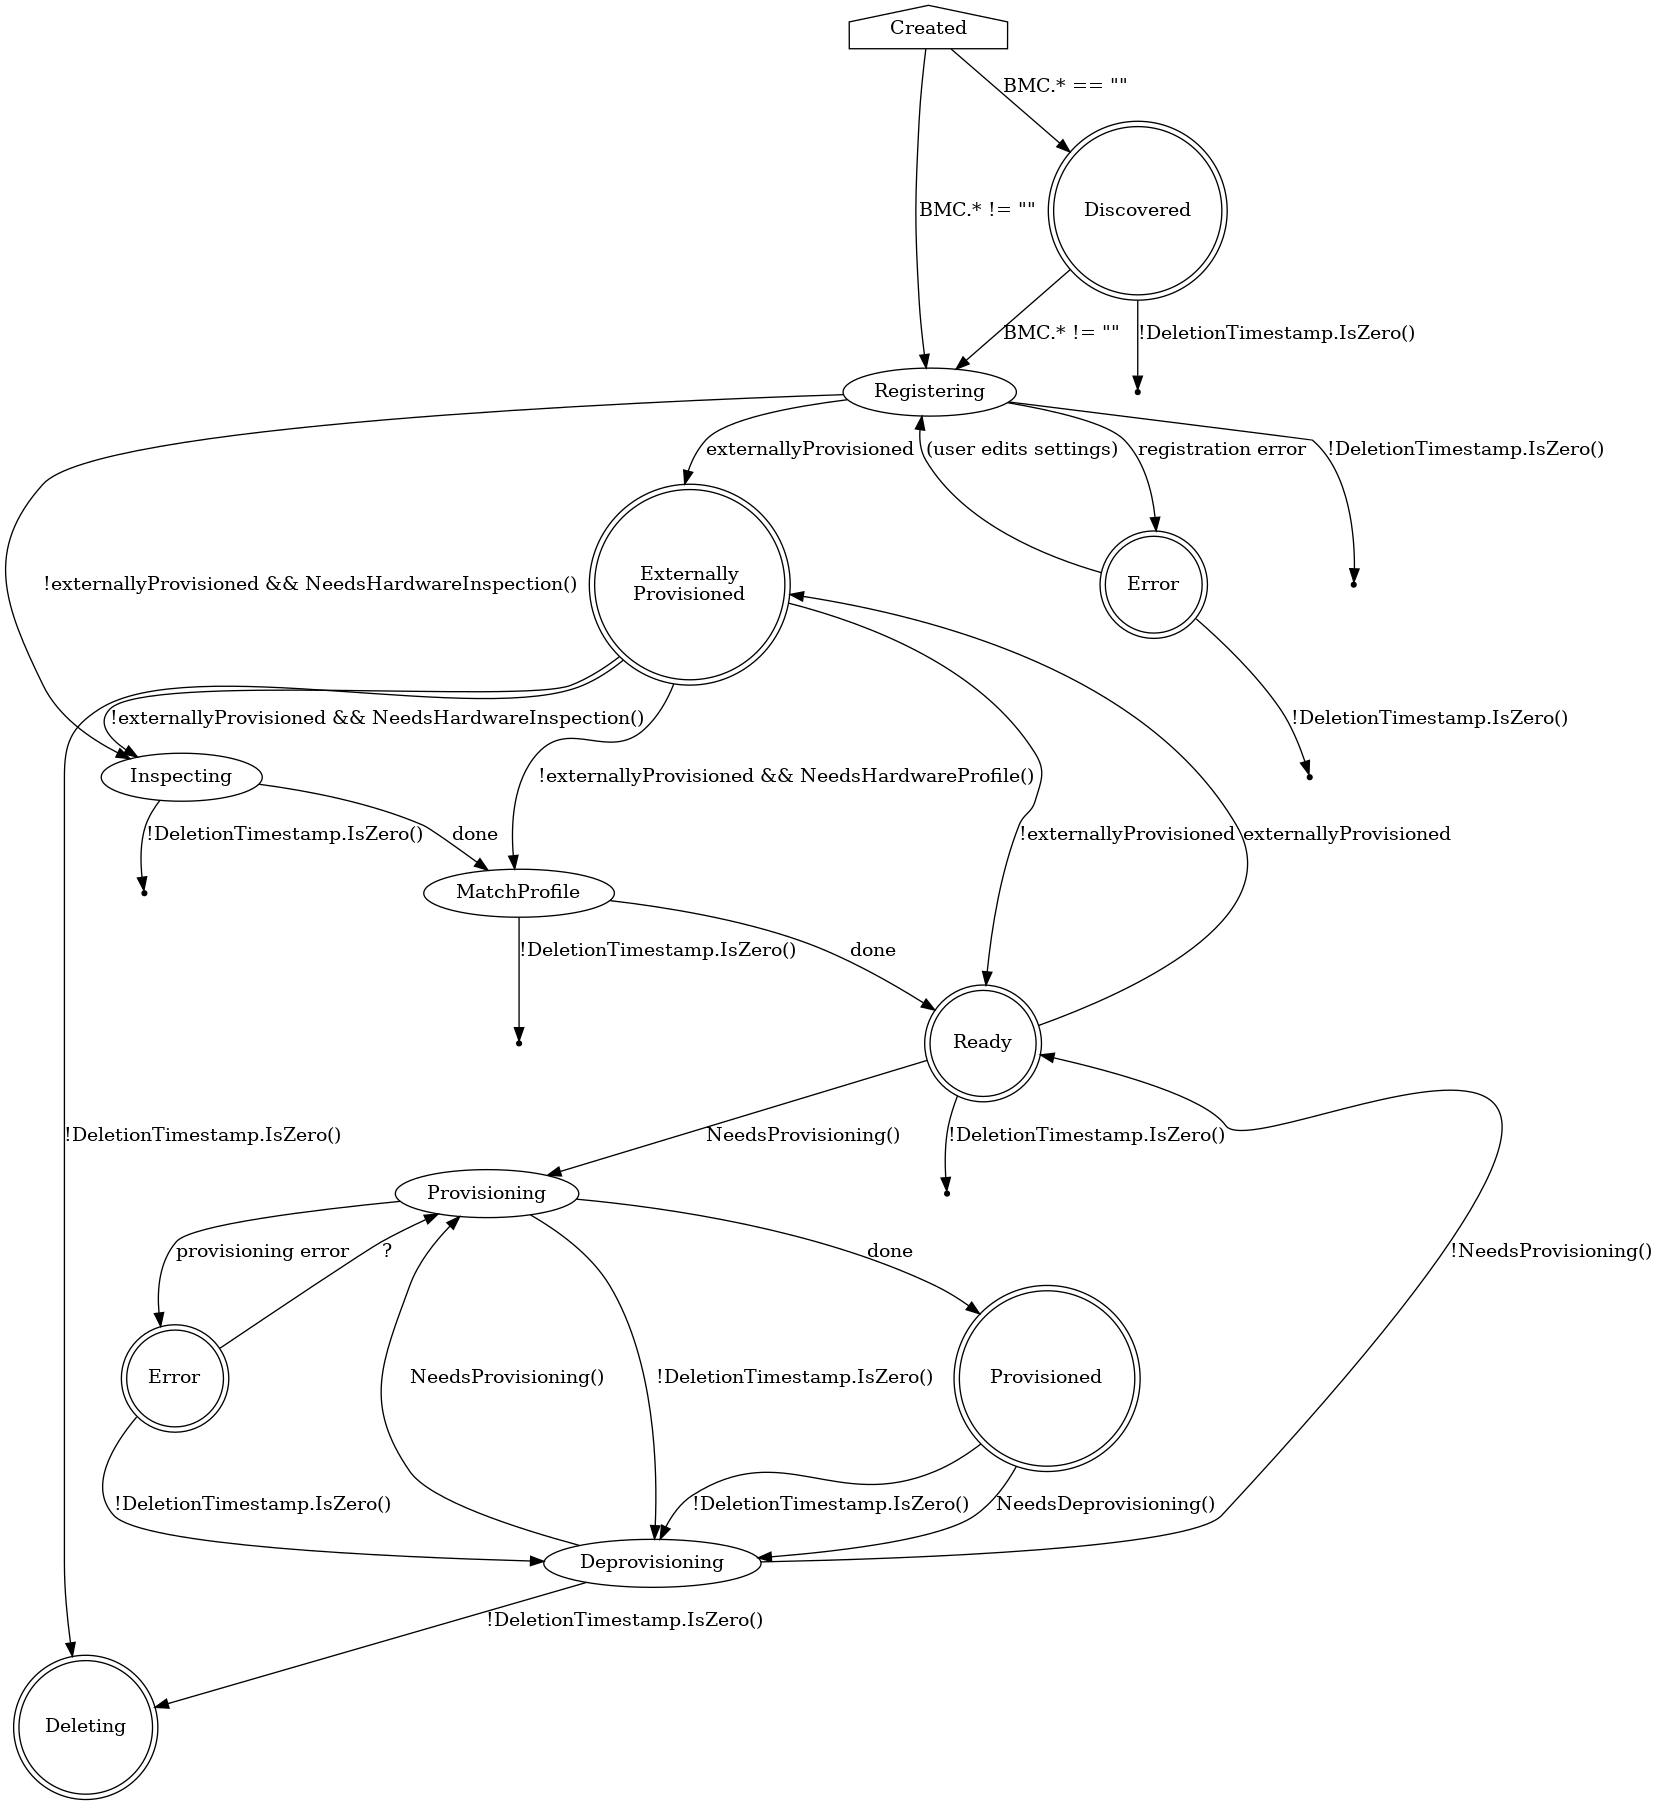 Created
BMC.* == ""
BMC.* != ""
Discovered
BMC.* != ""
!DeletionTimestamp.IsZero()
Registering
externallyProvisioned
(user edits settings)
registration error
!DeletionTimestamp.IsZero()
!externallyProvisioned && NeedsHardwareInspection()
Externally
Provisioned
Error
!externallyProvisioned && NeedsHardwareInspection()
!DeletionTimestamp.IsZero()
Inspecting
!externallyProvisioned && NeedsHardwareProfile()
!DeletionTimestamp.IsZero()
done
!externallyProvisioned
externallyProvisioned
MatchProfile
!DeletionTimestamp.IsZero()
done
Ready
!DeletionTimestamp.IsZero()
NeedsProvisioning()
!DeletionTimestamp.IsZero()
Provisioning
provisioning error
?
done
!NeedsProvisioning()
Error
NeedsProvisioning()
!DeletionTimestamp.IsZero()
Provisioned
!DeletionTimestamp.IsZero()
!DeletionTimestamp.IsZero()
NeedsDeprovisioning()
Deprovisioning
!DeletionTimestamp.IsZero()
Deleting